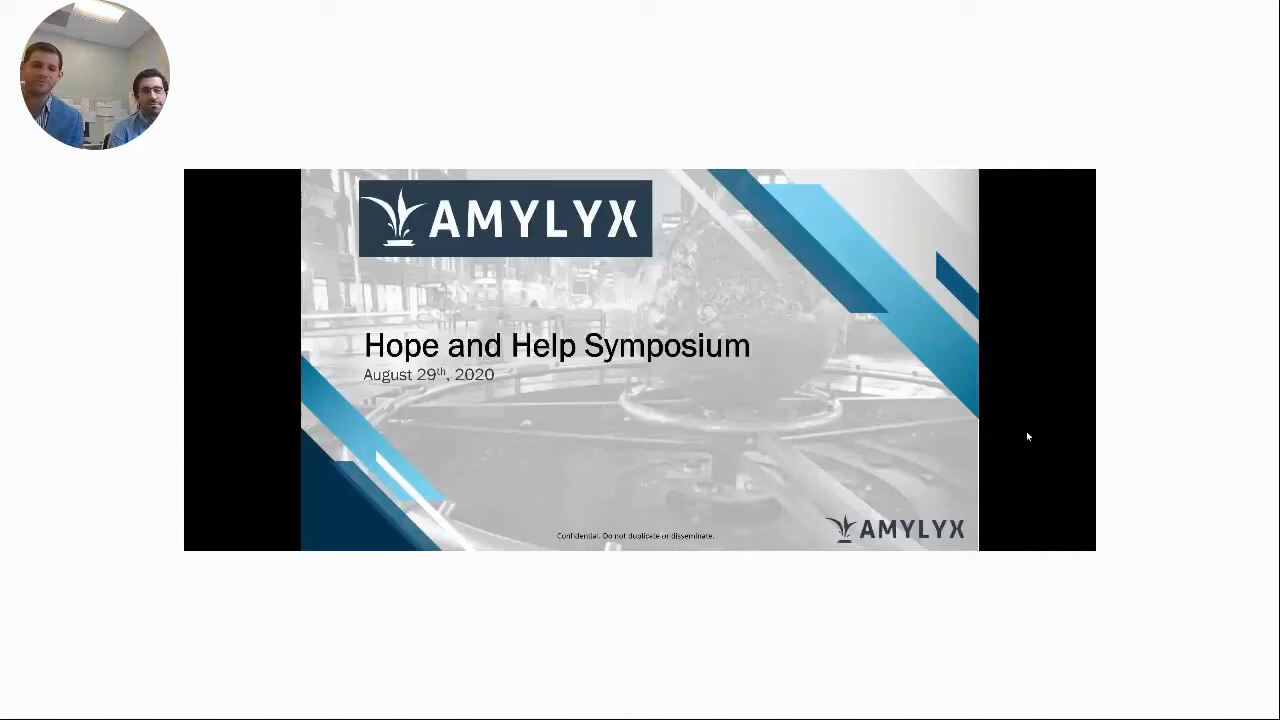 AMYLYX
Hope and Help Symposium
August 29th, 2020
Confidential. Do not duplicate or disseminate.
AMYLYX